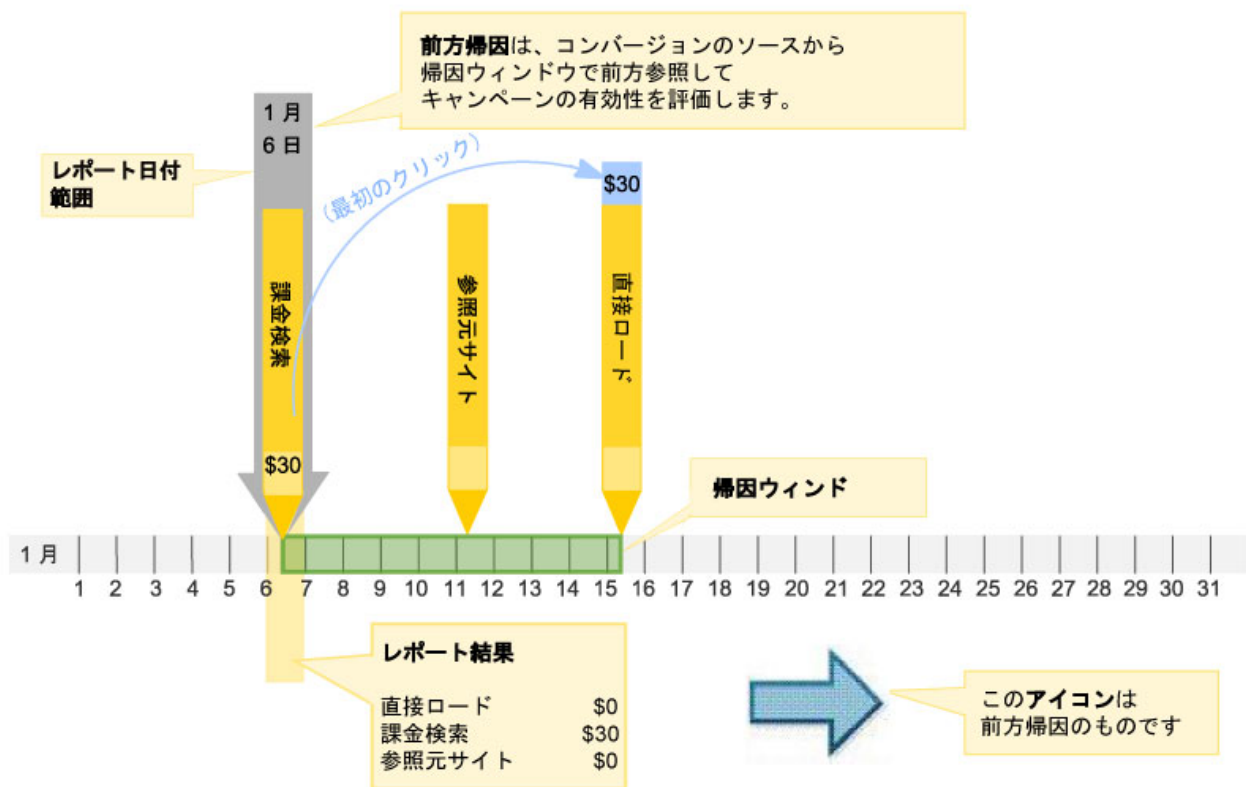 前方帰因は、コンバージョンのソースから
帰因ウィンドウで前方参照して
キャンペーンの有効性を評価します。
1 月
6 日
レポート日付
範囲
(最初のクリック)
$30
課金検索
参照元サイト
直接ロード
$30
帰因ウィンド
1 月
1 2 3 4 5 6 7 8 9 10 11 12 13 14 15 16 17 18 19 20 21 22 23 24 25 26 27 28 29 30 31
レポート結果
直接ロード $0
課金検索 $30
参照元サイト $0
このアイコンは
前方帰因のものです